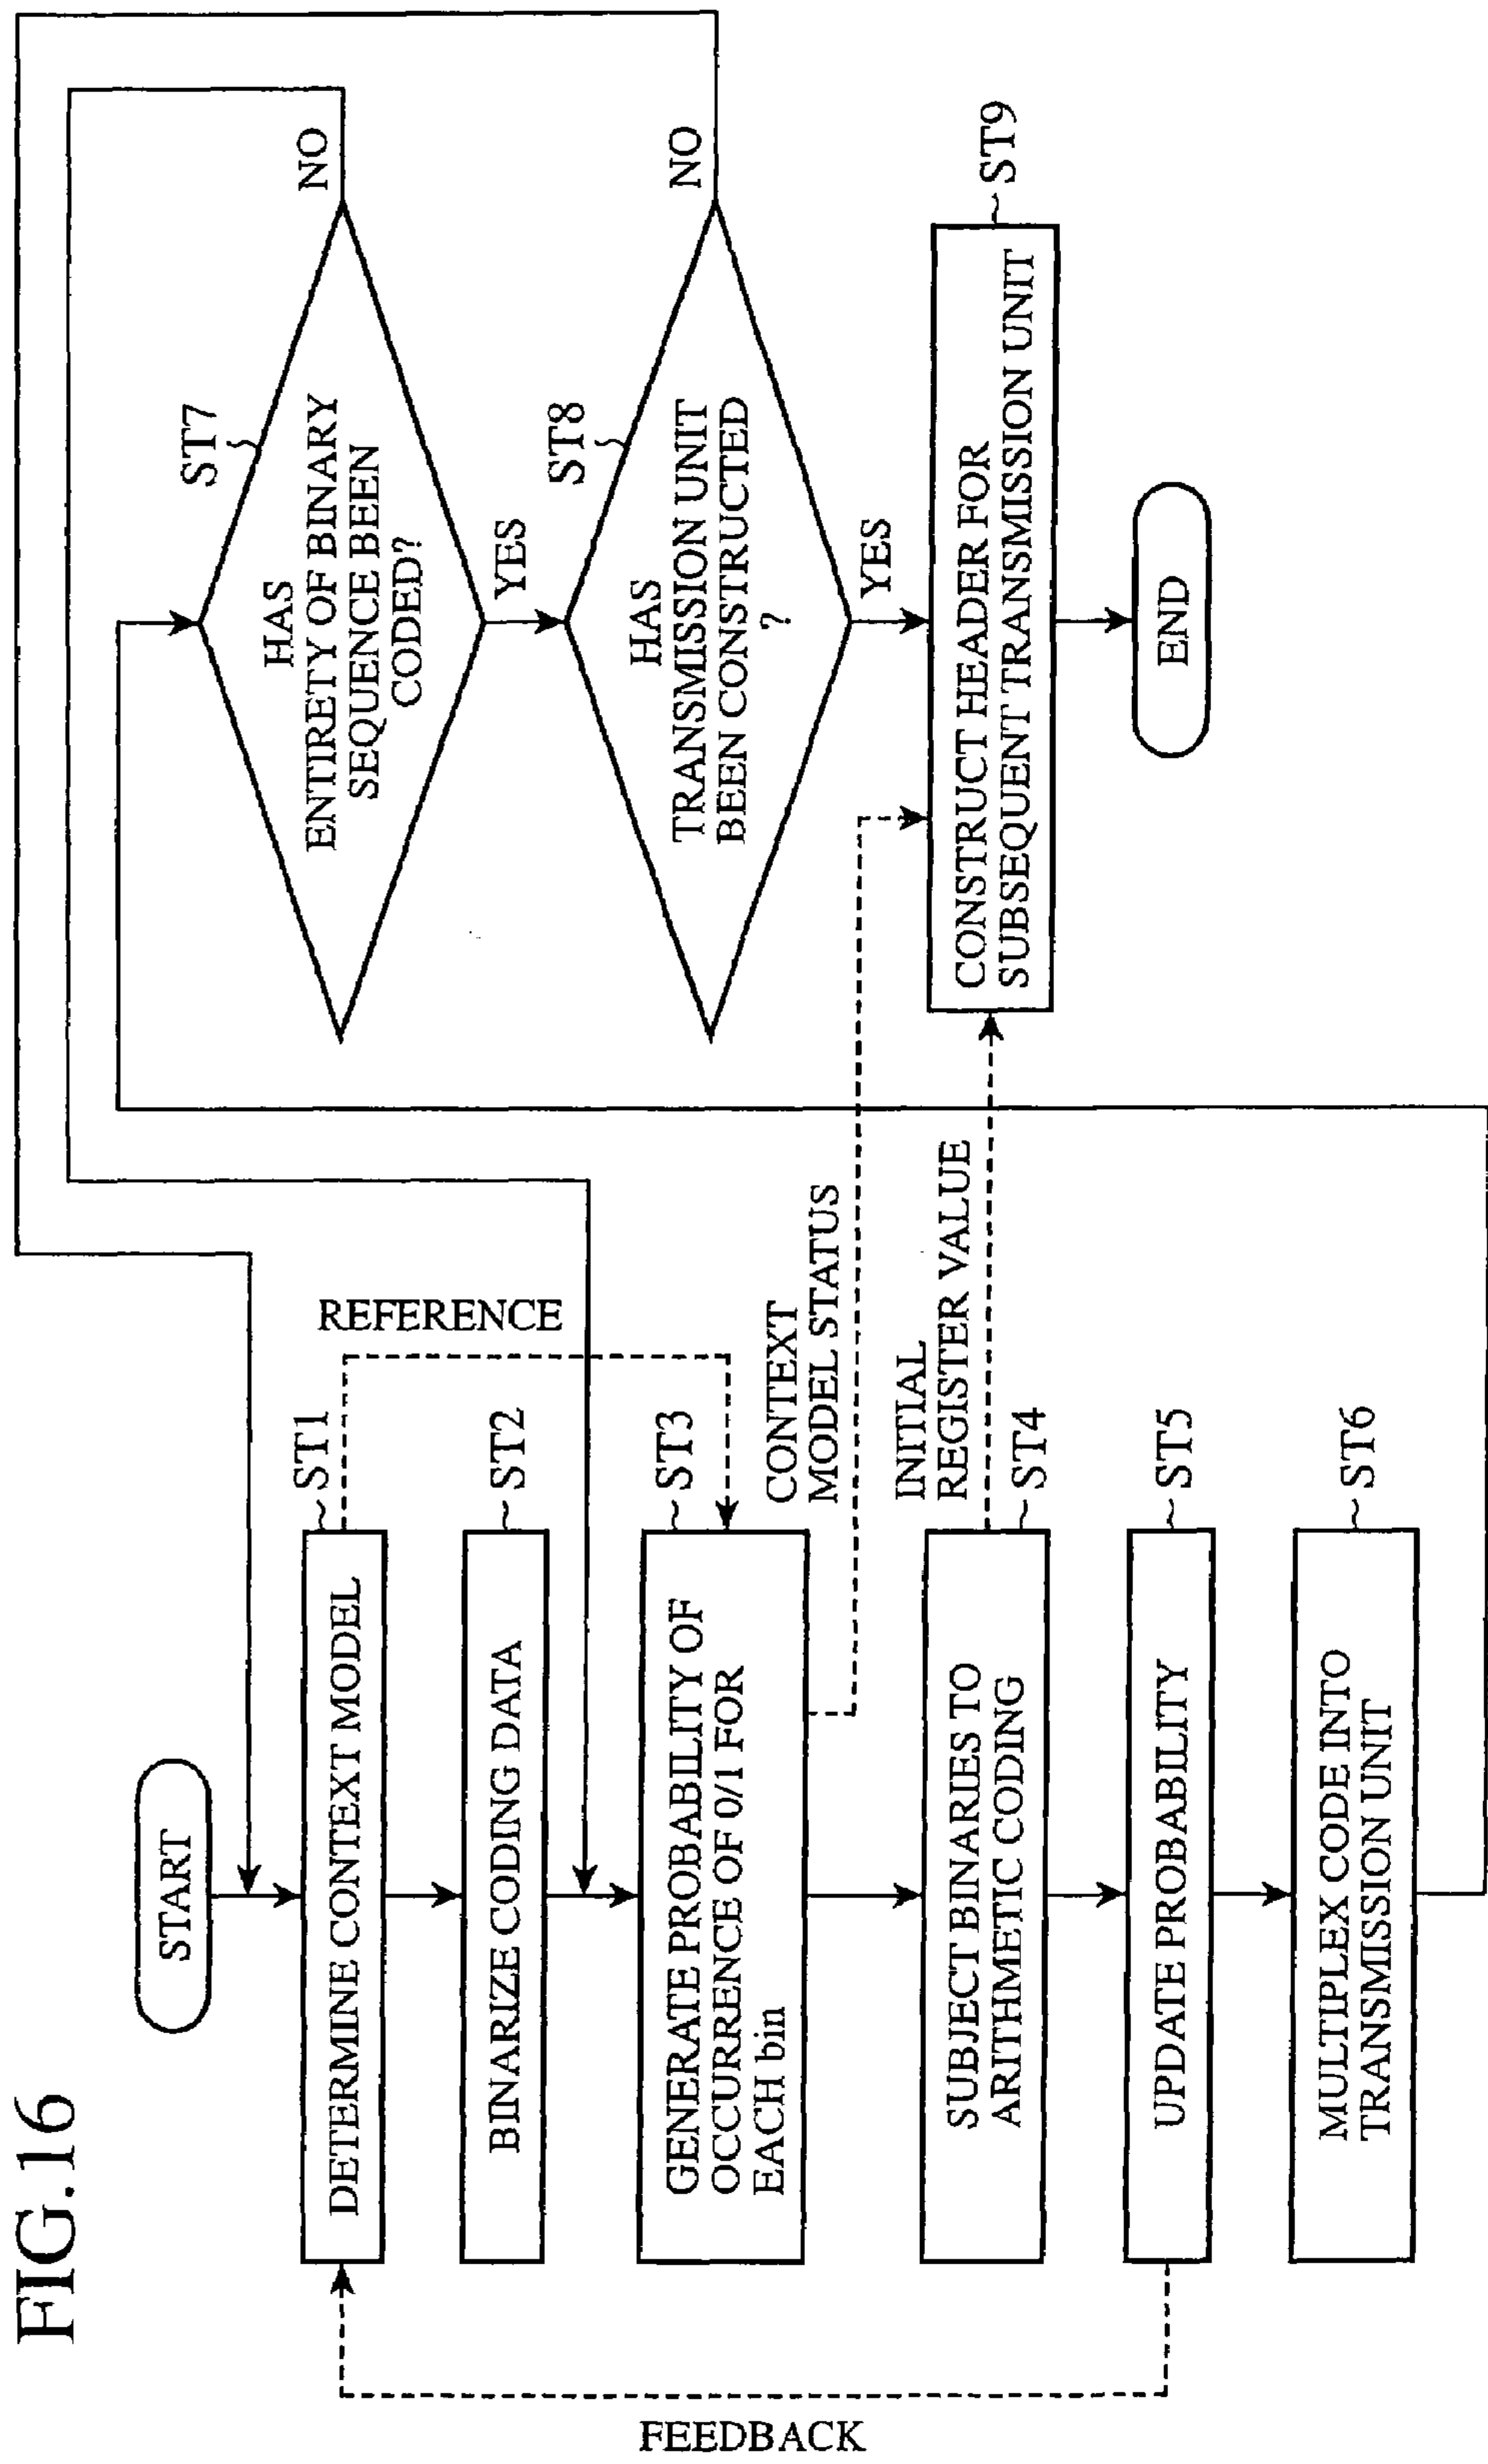 FIG.16
START
DETERMINE CONTEXT MODEL
ST1
REFERENCE
BINARIZE CODING DATA
ST2
GENERATE PROBABILITY OF
OCCURRENCE OF 0/1 FOR
EACH bin
ST3
CONTEXT
MODEL STATUS
INITIAL
REGISTER VALUE
SUBJECT BINARIES TO
ARITHMETIC CODING
ST4
UPDATE PROBABILITY
ST5
FEEDBACK
MULTIPLEX CODE INTO
TRANSMISSION UNIT
ST6
ST7
HAS
ENTIRETY OF BINARY
SEQUENCE BEEN
CODED?
NO
YES
ST8
HAS
TRANSMISSION UNIT
BEEN CONSTRUCTED
?
NO
YES
CONSTRUCT HEADER FOR
SUBSEQUENT TRANSMISSION UNIT
ST9
END